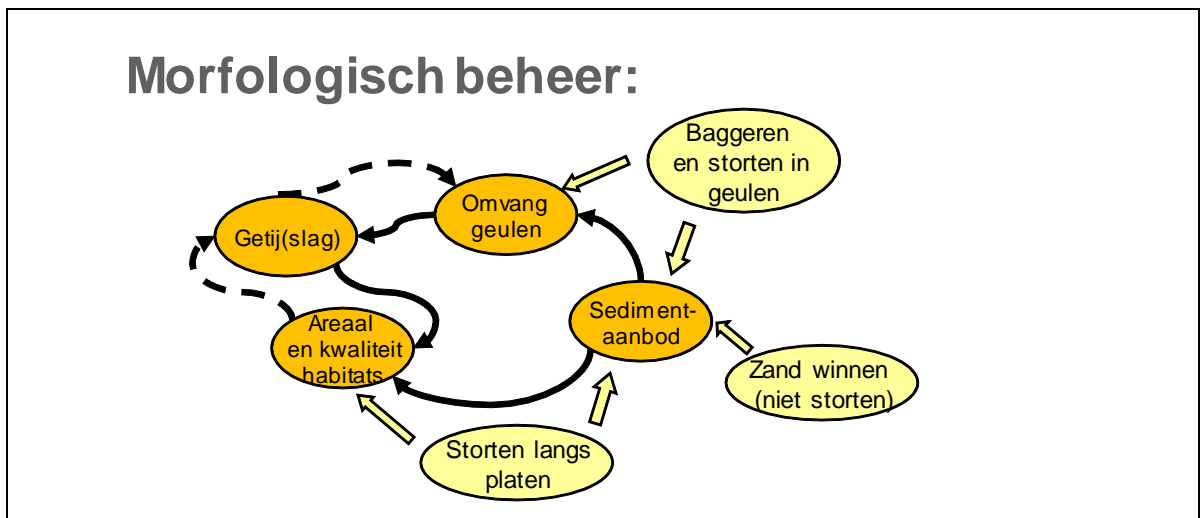 Morfologisch beheer:
Baggeren
en storten in
geulen
Omvang
geulen
Getij(slag)
Sediment-
aanbod
Areaal
en kwaliteit
habitats
Zand winnen
(niet storten)
Storten langs
platen